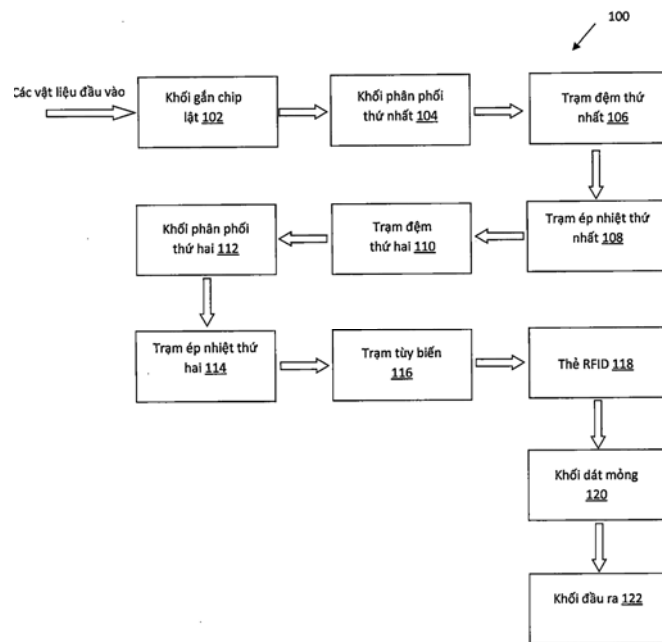 100
Các vật liệu đầu vào
Khối gắn chip
lật 102
Khối phân phối
thứ nhất 104
Trạm đệm thứ
nhất 106
Khối phân phối
thứ hai 112
Trạm đệm
thứ hai 110
Trạm ép nhiệt thứ
nhất 108
Trạm ép nhiệt thứ
hai 114
Trạm tùy biến
116
Thẻ RFID 118
Khối dát mỏng
120
Khối đầu ra 122